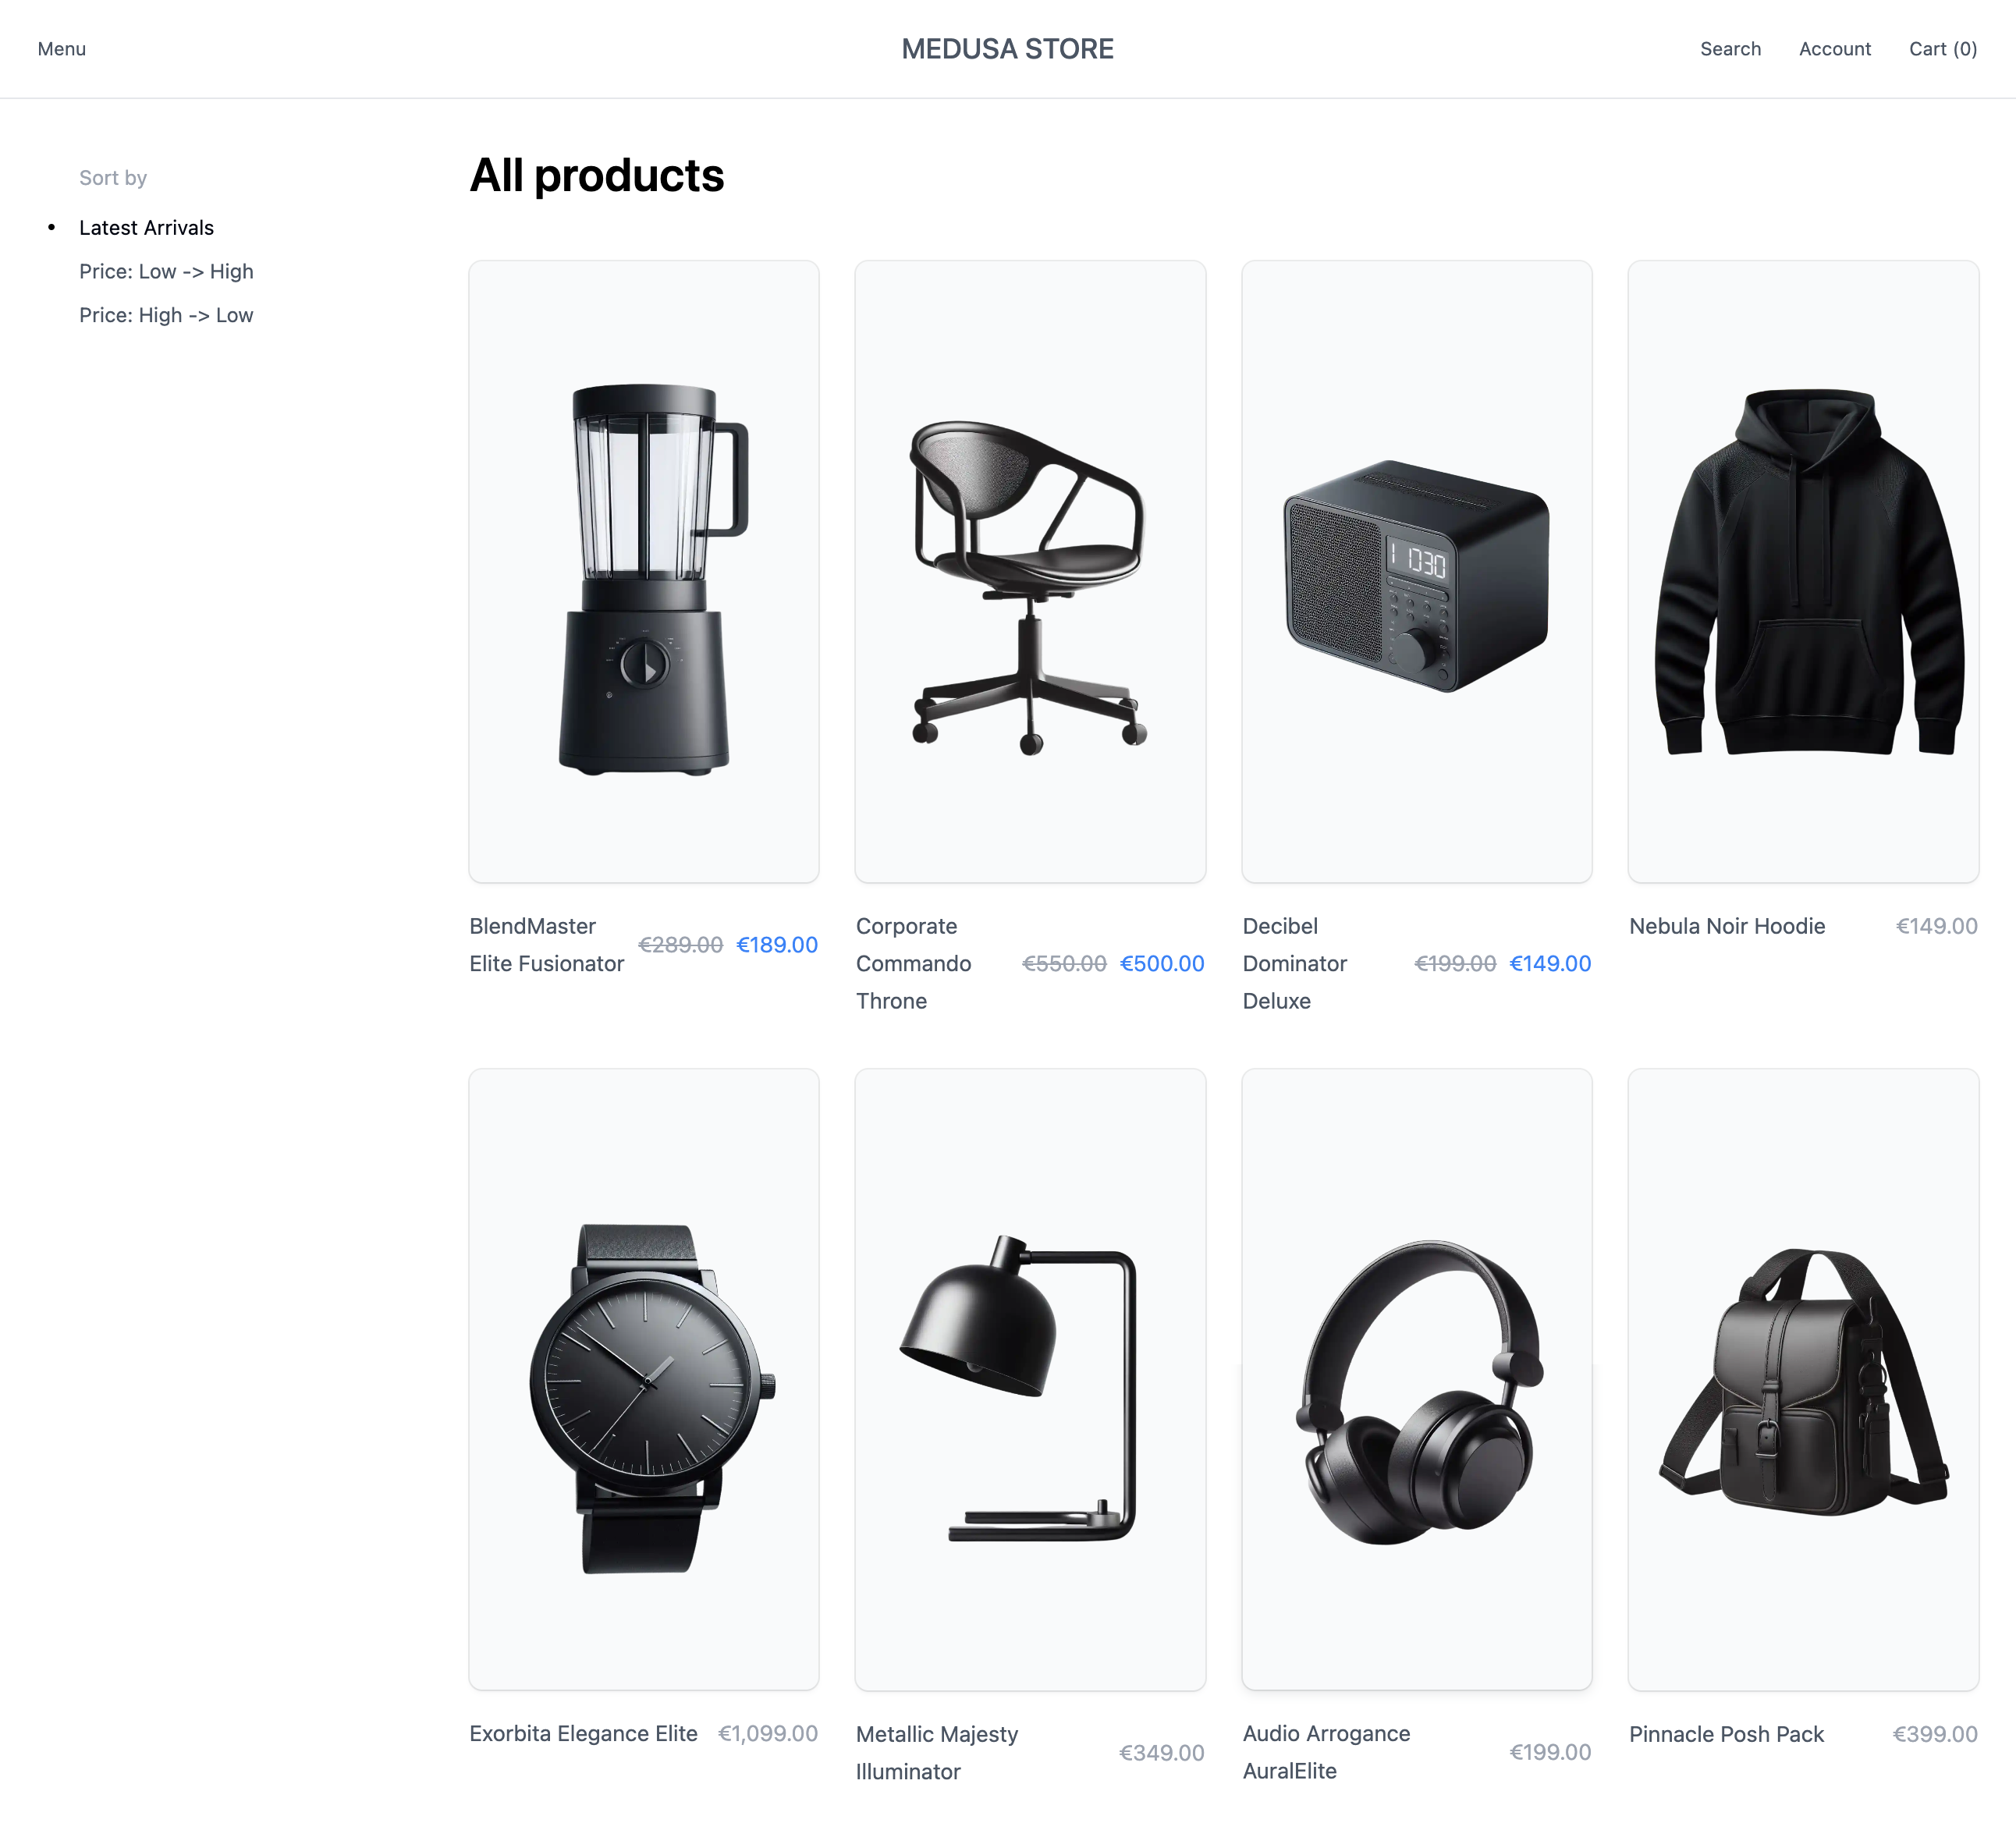 Menu
MEDUSA STORE
Search
Account
Cart (0)
Sort by
Latest Arrivals
Price: Low -> High
Price: High -> Low
All products
BlendMaster
Elite Fusionator
€289.00 €189.00
Corporate
Commando
Throne
€550.00 €500.00
Decibel
Dominator
Deluxe
€199.00 €149.00
Nebula Noir Hoodie
€149.00
Exorbita Elegance Elite
€1,099.00
Metallic Majesty
Illuminator
€349.00
Audio Arrogance
AuralElite
€199.00
Pinnacle Posh Pack
€399.00